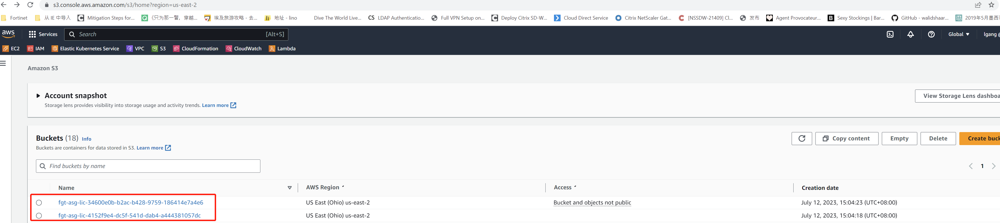 s3.console.aws.amazon.com/s3/home?region=us-east-2
Fortinet 从 IE 中导入 Mitigation Steps for... 《只为那一瞥，穿越... 埃及旅游攻略 - 去... 地址 - lino Dive The World Live... CS LDAP Authenticatio... Full VPN Setup on... Deploy Citrix SD-W... Cloud Direct Service Citrix NetScaler Gat... [NSSDW-21409] Cl... 发布 Agent Provocateur... B Sexy Stockings | Bar... GitHub - walidshaar... 2019年5月墨西
aws Services Search [Alt+S] Global lgang @
EC2 IAM Elastic Kubernetes Service VPC S3 CloudFormation CloudWatch Lambda
Amazon S3
Account snapshot View Storage Lens dashboa
Storage lens provides visibility into storage usage and activity trends. Learn more
Buckets (18) Info Copy content Empty Delete Create buck
Buckets are containers for data stored in S3. Learn more
Find buckets by name 1
Name AWS Region Access Creation date
fgt-asg-lic-34600e0b-b2ac-b428-9759-186414e7a4e6 US East (Ohio) us-east-2 Bucket and objects not public July 12, 2023, 15:04:23 (UTC+08:00)
fgt-asg-lic-4152f9e4-dc5f-541d-dab4-a444381057dc US East (Ohio) us-east-2 July 12, 2023, 15:04:18 (UTC+08:00)